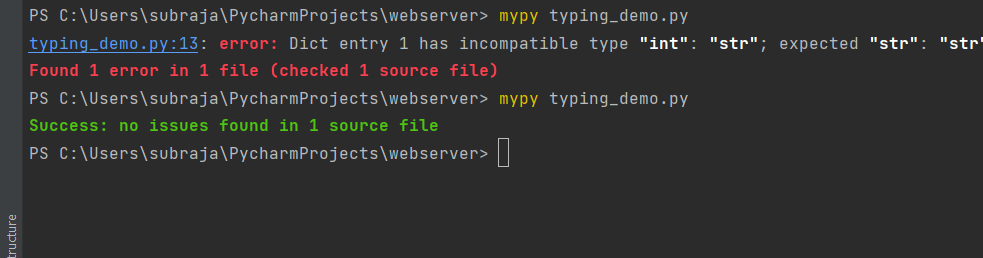 PS C:\Users\subraja\PycharmProjects\webserver> mypy typing_demo.py
typing_demo.py:13: error: Dict entry 1 has incompatible type "int": "str"; expected "str": "str"
Found 1 error in 1 file (checked 1 source file)
PS C:\Users\subraja\PycharmProjects\webserver> mypy typing_demo.py
Success: no issues found in 1 source file
PS C:\Users\subraja\PycharmProjects\webserver>
tructure